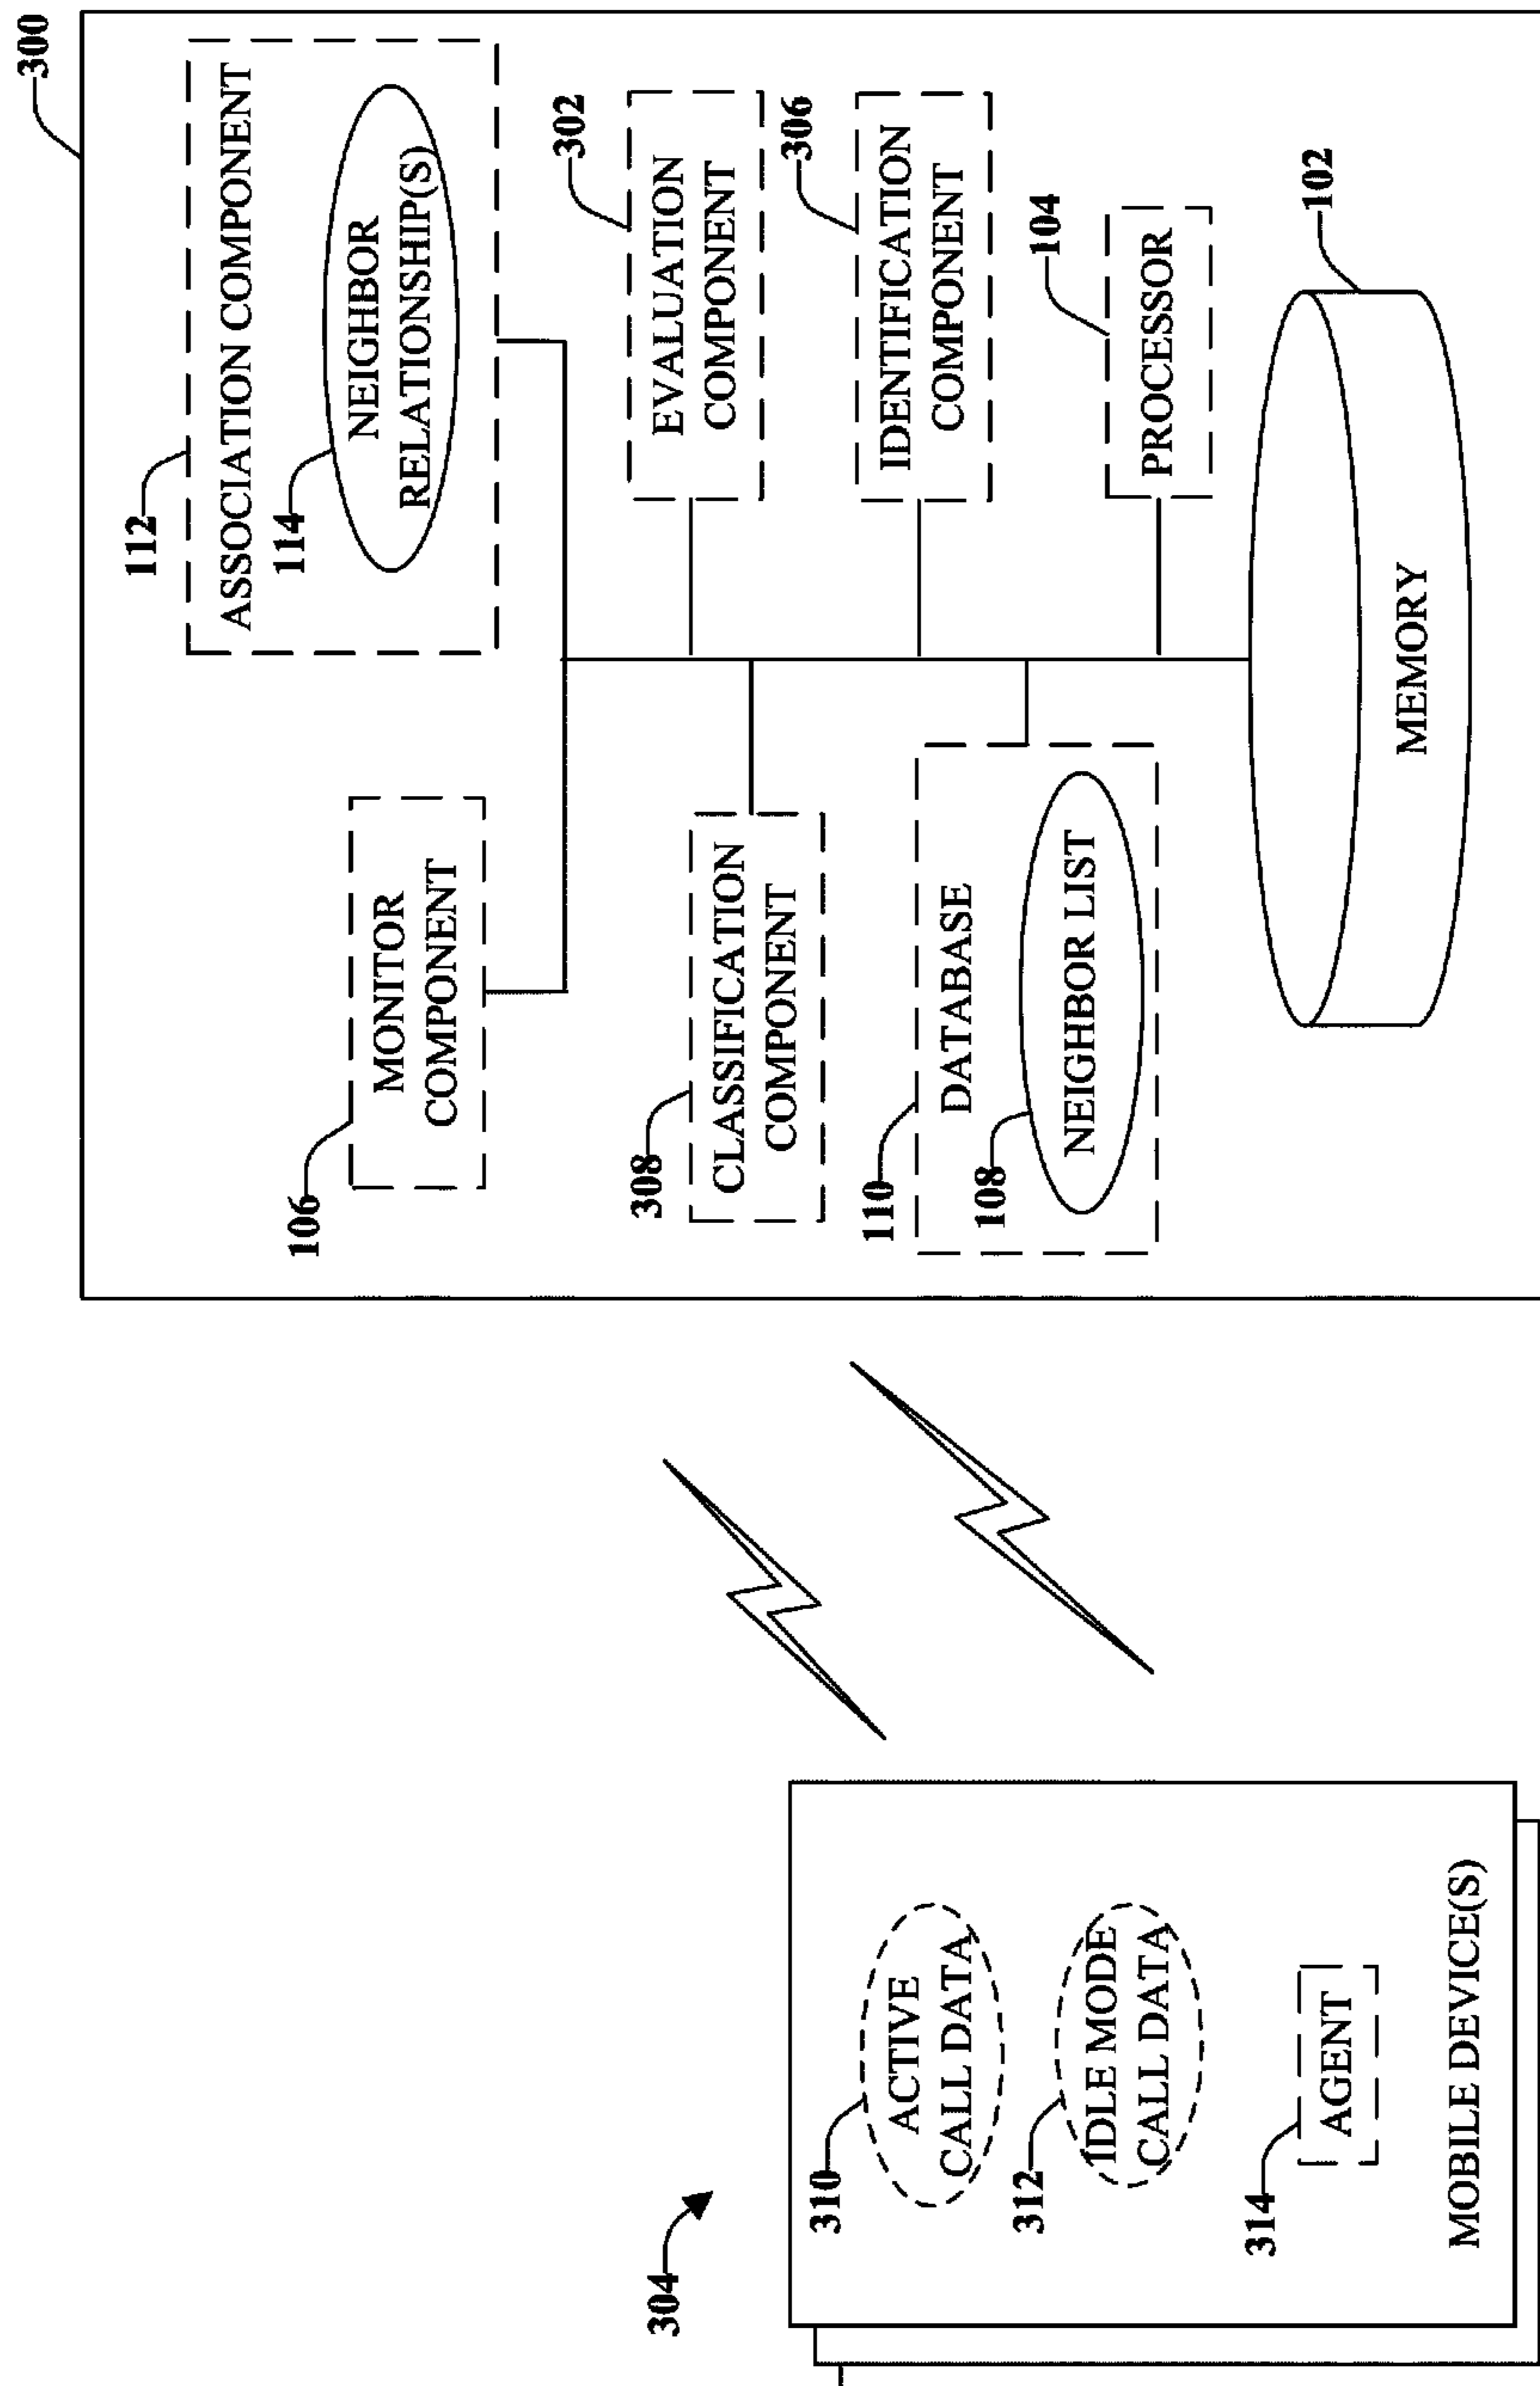 300
112
ASSOCIATION COMPONENT
114
NEIGHBOR
RELATIONSHIP(S)
106
MONITOR
COMPONENT
302
EVALUATION
COMPONENT
308
CLASSIFICATION
COMPONENT
306
IDENTIFICATION
COMPONENT
110
DATABASE
108
NEIGHBOR LIST
104
PROCESSOR
102
MEMORY
304
310
ACTIVE
CALL DATA
312
IDLE MODE
CALL DATA
314
AGENT
MOBILE DEVICE(S)